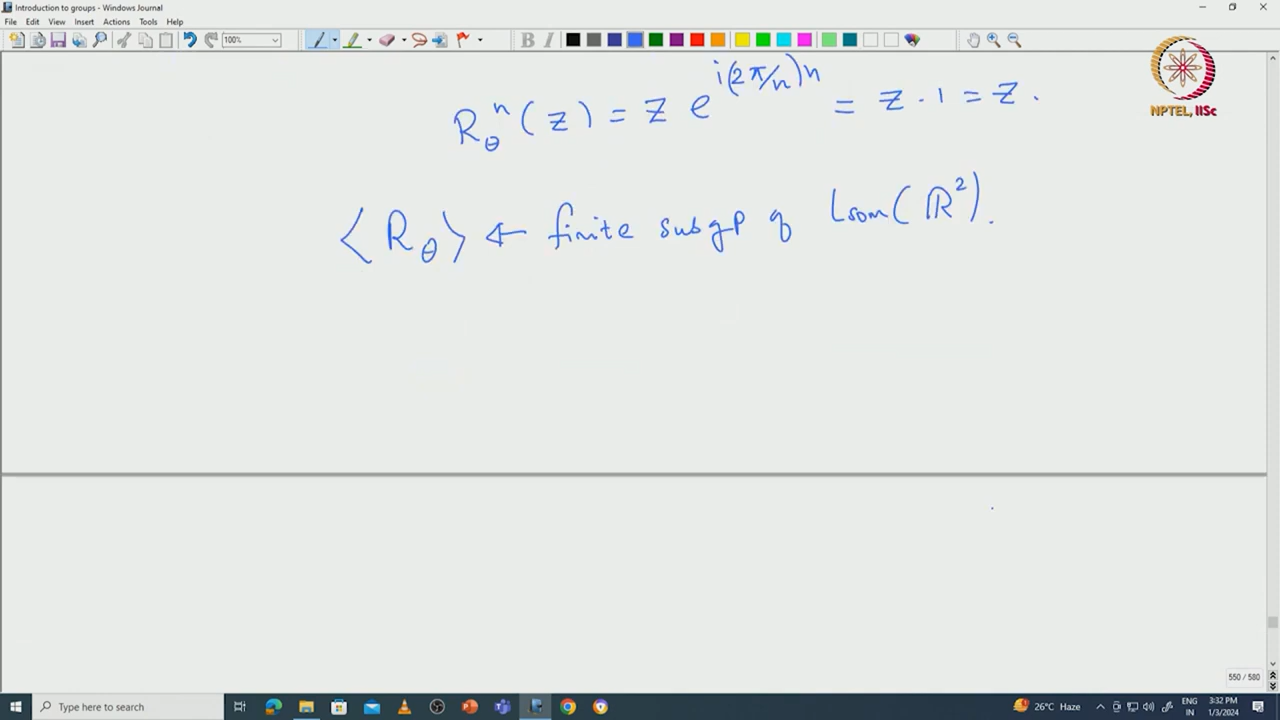 Introduction to groups - Windows Journal
File Edit View Insert Actions Tools Help
100%
B I
NPTEL, IISc
R_θ^n (z) = z e^{i(2π/n)n} = z · 1 = z .
⟨R_θ⟩ ← finite subgp of Isom(ℝ²).
550 / 580
Type here to search
26°C Haze
ENG
IN
3:32 PM
1/3/2024